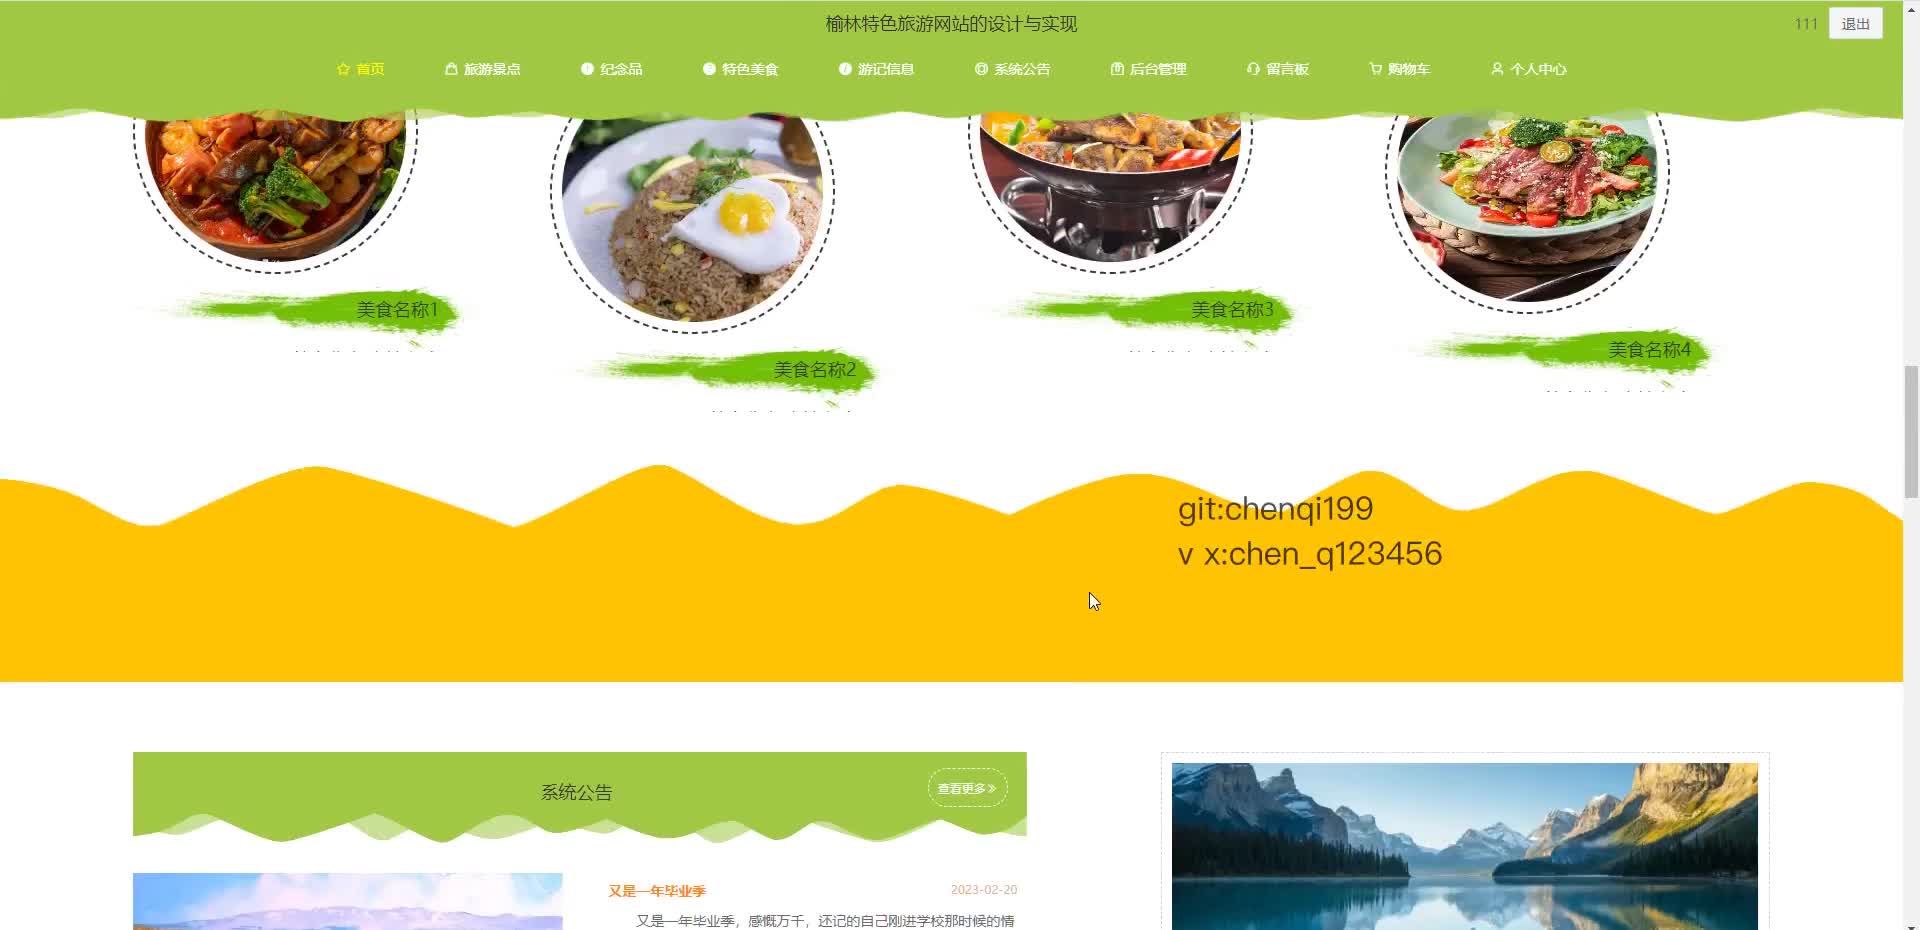 榆林特色旅游网站的设计与实现
111
退出
首页
旅游景点
纪念品
特色美食
游记信息
系统公告
后台管理
留言板
购物车
个人中心
美食名称1
美食名称2
美食名称3
美食名称4
git:chenqi199
v x:chen_q123456
系统公告
查看更多
又是一年毕业季
2023-02-20
又是一年毕业季，感慨万千，还记的自己刚进学校那时候的情